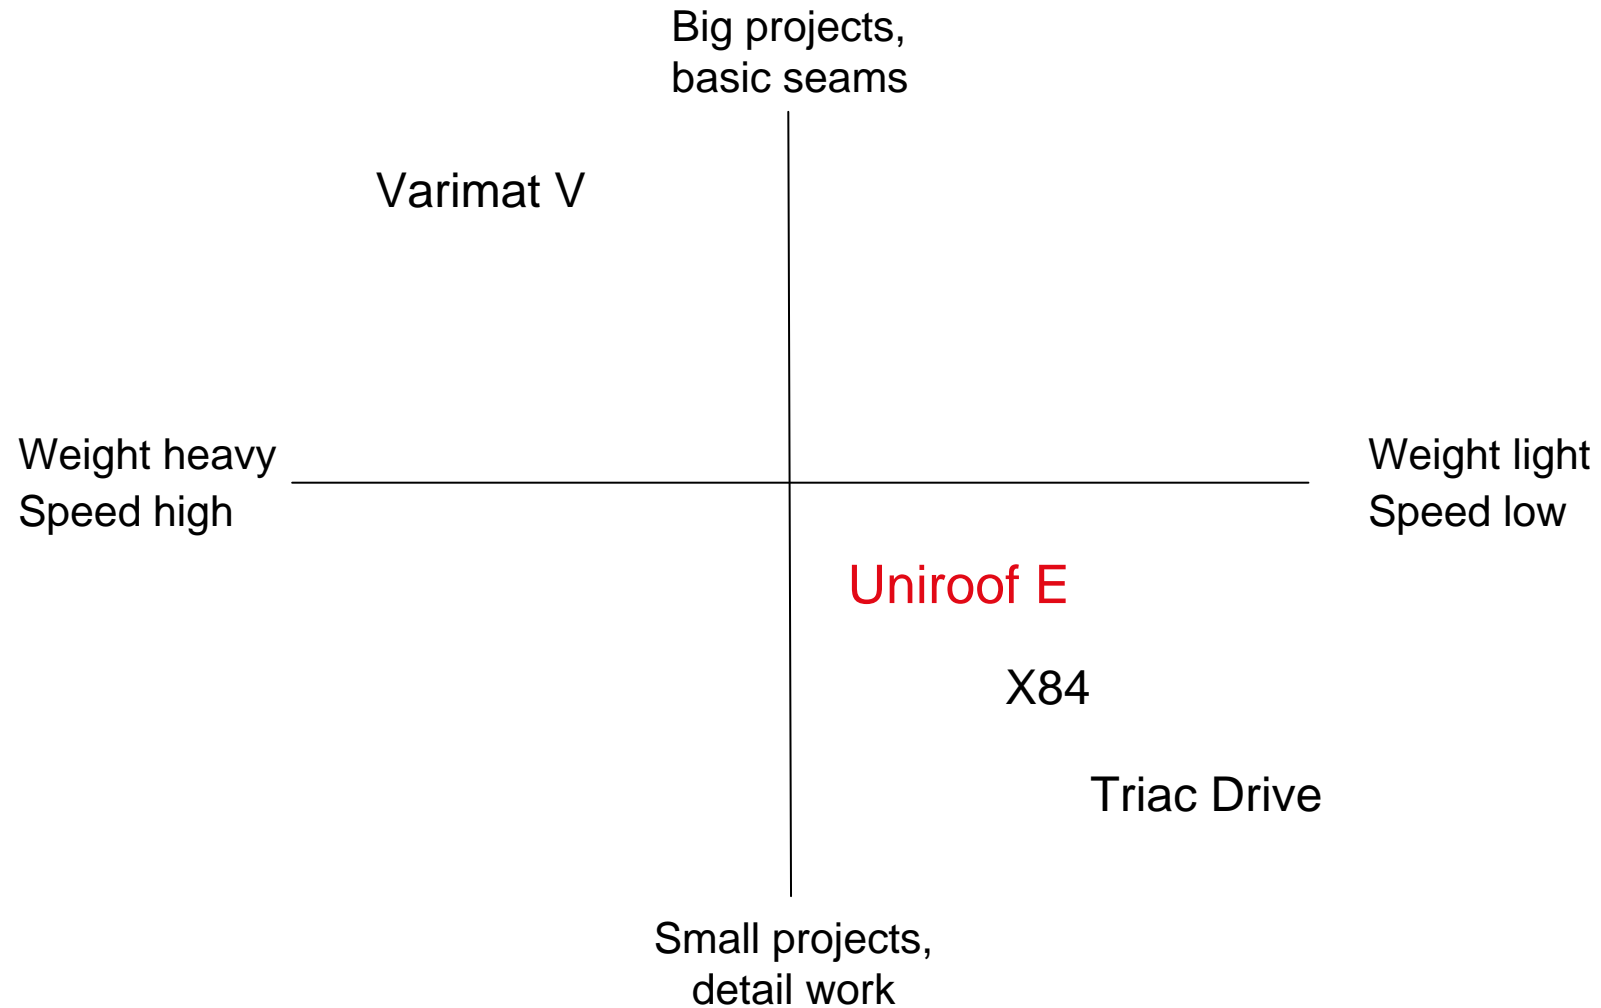 Big projects,
basic seams
Varimat V
Weight heavy
Speed high
Weight light
Speed low
Uniroof E
X84
Triac Drive
Small projects,
detail work